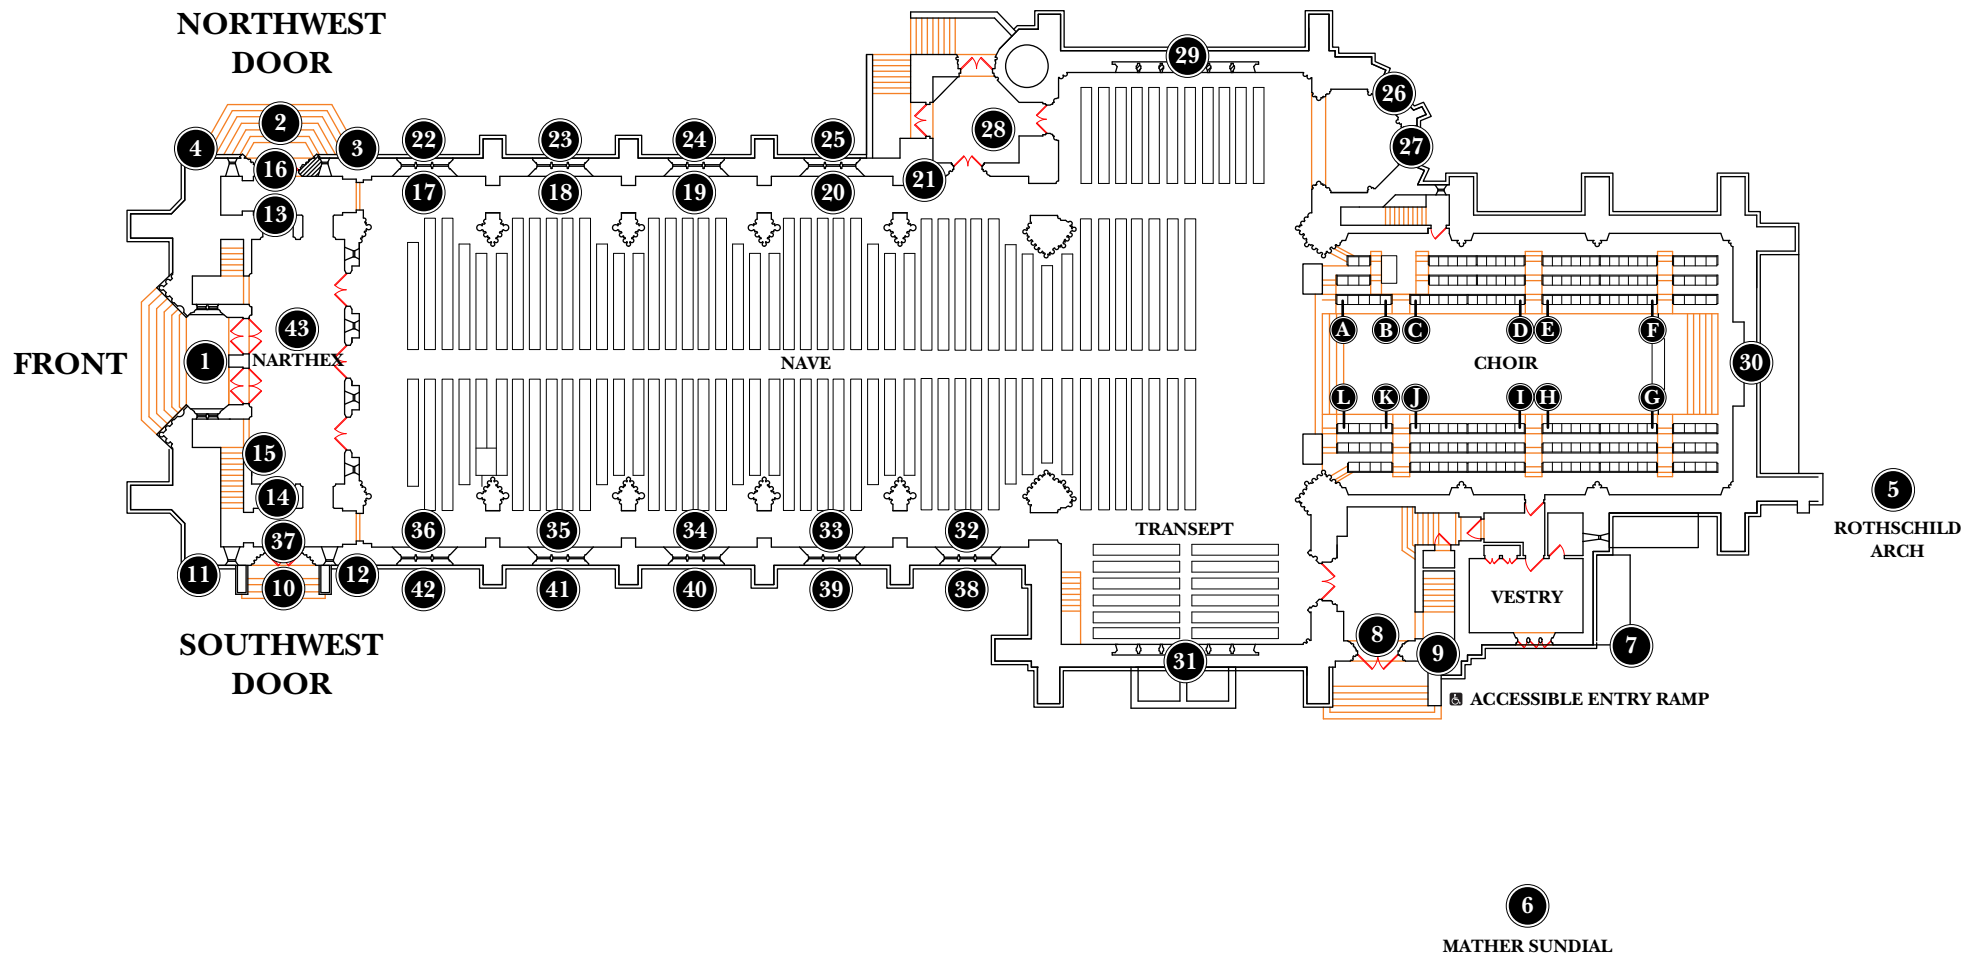 NORTHWEST
DOOR
29
26
2
28
4
3
22
23
24
25
27
16
17
18
19
20
21
13
43
A
B
C
D
E
F
FRONT
1
NARTHEX
NAVE
CHOIR
30
L
K
J
I
H
G
15
14
5
ROTHSCHILD
ARCH
37
36
35
34
33
32
TRANSEPT
11
10
12
42
41
40
39
38
VESTRY
SOUTHWEST
DOOR
8
9
7
31
ACCESSIBLE ENTRY RAMP
6
MATHER SUNDIAL